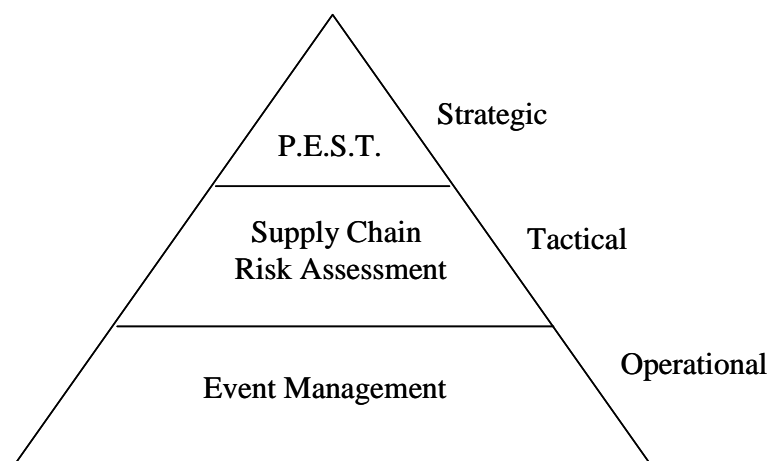 Strategic
P.E.S.T.
Supply Chain
Risk Assessment
Tactical
Event Management
Operational